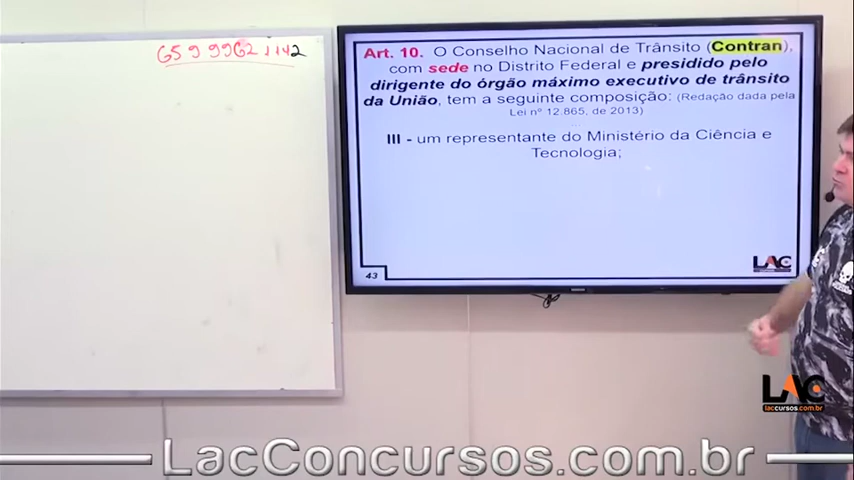 65 9 9962 1142
Art. 10. O Conselho Nacional de Trânsito (Contran),
com sede no Distrito Federal e presidido pelo
dirigente do órgão máximo executivo de trânsito
da União, tem a seguinte composição: (Redação dada pela
Lei nº 12.865, de 2013)
III - um representante do Ministério da Ciência e
Tecnologia;
LAC
43
LAC
laccursos.com.br
LacConcursos.com.br